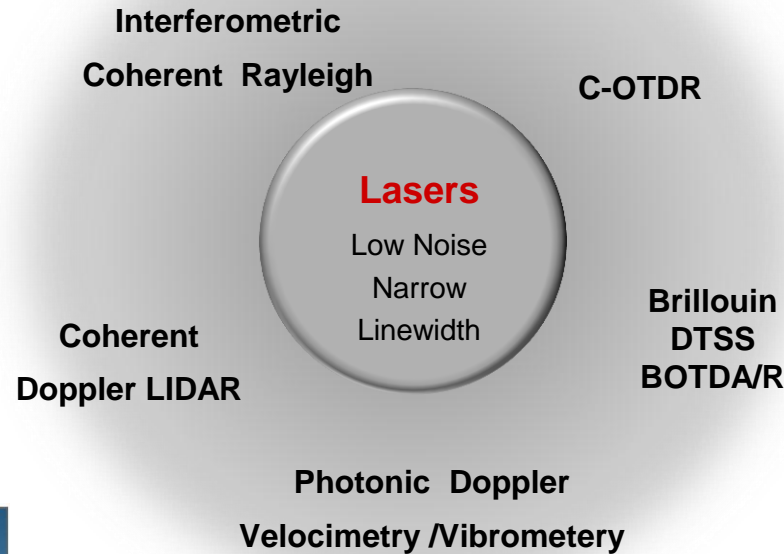 Interferometric
Coherent Rayleigh
C-OTDR
Lasers
Low Noise
Narrow
Linewidth
Brillouin
DTSS
BOTDA/R
Coherent
Doppler LIDAR
Photonic Doppler
Velocimetry /Vibrometery